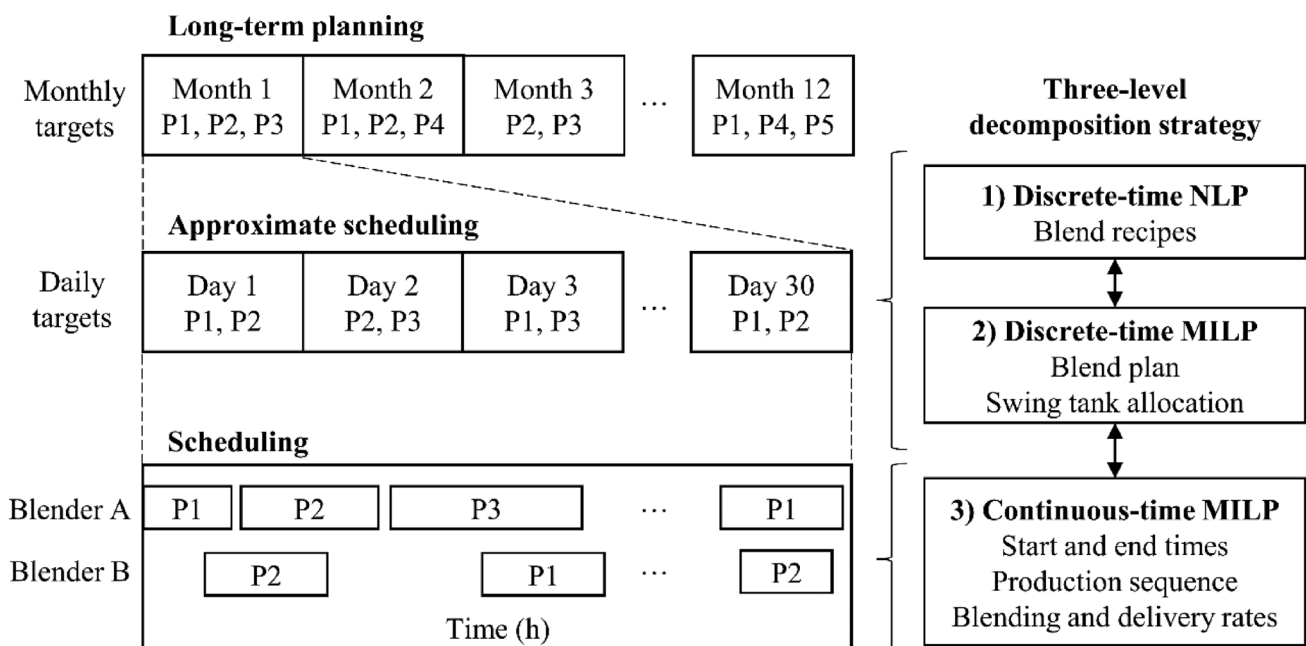 Long-term planning
Monthly
targets
Month 1
P1, P2, P3
Month 2
P1, P2, P4
Month 3
P2, P3
...
Month 12
P1, P4, P5
Approximate scheduling
Daily
targets
Day 1
P1, P2
Day 2
P2, P3
Day 3
P1, P3
...
Day 30
P1, P2
Scheduling
Blender A
P1
P2
P3
...
P1
Blender B
P2
P1
...
P2
Time (h)
Three-level
decomposition strategy
1) Discrete-time NLP
Blend recipes
2) Discrete-time MILP
Blend plan
Swing tank allocation
3) Continuous-time MILP
Start and end times
Production sequence
Blending and delivery rates